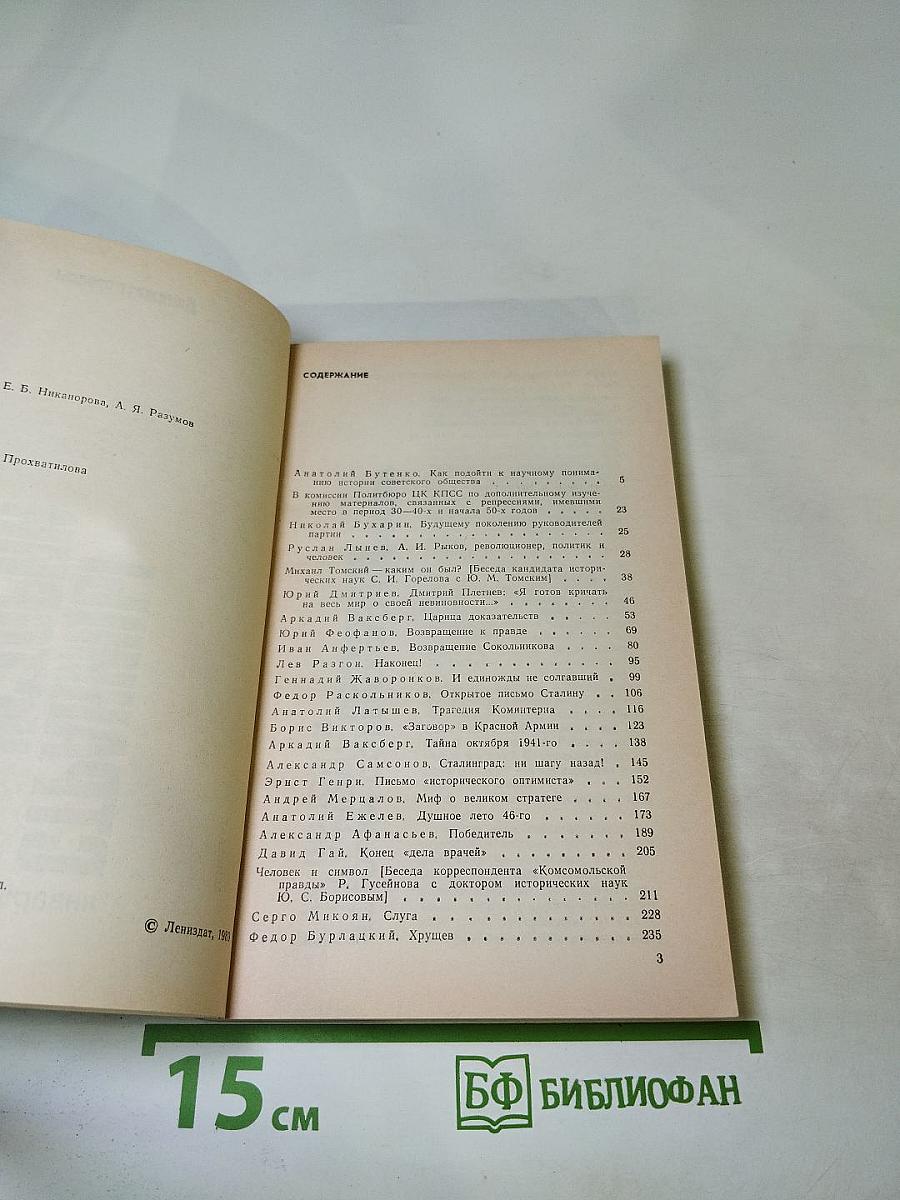 Е. Б. Никанорова, А. Я. Разумов
Прохватилова
© Лениздат,
СОДЕРЖАНИЕ
Анатолий Бутенко. Как подойти к научному понима-
нию истории советского общества . . . . . . . . . 5
В комиссии Политбюро ЦК КПСС по дополнительному изуче-
нию материалов, связанных с репрессиями, имевшими
место в период 30—40-х и начала 50-х годов . . . . . 23
Николай Бухарин. Будущему поколению руководителей
партии . . . . . . . . . . . . . . . . . . 25
Руслан Лынев. А. И. Рыков, революционер, политик и
человек . . . . . . . . . . . . . . . . . . 28
Михаил Томский — каким он был? [Беседа кандидата истори-
ческих наук С. И. Горелова с Ю. М. Томским] . . . . 38
Юрий Дмитриев. Дмитрий Плетнев: «Я готов кричать
на весь мир о своей невиновности...» . . . . . . . . 46
Аркадий Ваксберг. Царица доказательств . . . . . 53
Юрий Феофанов. Возвращение к правде . . . . . . 69
Иван Анфертьев. Возвращение Сокольникова . . . . 80
Лев Разгон. Наконец! . . . . . . . . . . . . . 95
Геннадий Жаворонков. И единожды не солгавший . 99
Федор Раскольников. Открытое письмо Сталину . . 106
Анатолий Латышев. Трагедия Коминтерна . . . . 116
Борис Викторов. «Заговор» в Красной Армии . . . . 123
Аркадий Ваксберг. Тайна октября 1941-го . . . . 138
Александр Самсонов. Сталинград: ни шагу назад! . 145
Эрнст Генри. Письмо «исторического оптимиста» . . . 152
Андрей Мерцалов. Миф о великом стратеге . . . . 167
Анатолий Ежелев. Душное лето 46-го . . . . . . 173
Александр Афанасьев. Победитель . . . . . . . 189
Давид Гай. Конец «дела врачей» . . . . . . . . . 205
Человек и символ [Беседа корреспондента «Комсомольской
правды» Р. Гусейнова с доктором исторических наук
Ю. С. Борисовым] . . . . . . . . . . . . . . . 211
Серго Микоян. Слуга . . . . . . . . . . . . . 228
Федор Бурлацкий. Хрущев . . . . . . . . . . . 235
3
15 см
БФ БИБЛИОФАН